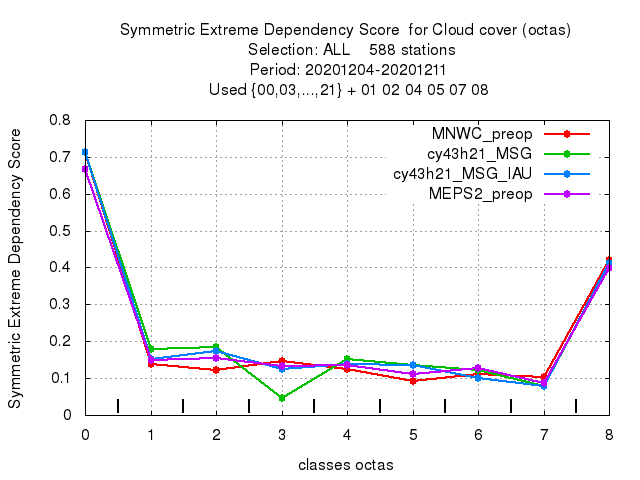 Symmetric Extreme Dependency Score for Cloud cover (octas)
Selection: ALL 588 stations
Period: 20201204-20201211
Used {00,03,...,21} + 01 02 04 05 07 08
Symmetric Extreme Dependency Score
0.8
0.7
0.6
0.5
0.4
0.3
0.2
0.1
0
MNWC_preop
cy43h21_MSG
cy43h21_MSG_IAU
MEPS2_preop
0 1 2 3 4 5 6 7 8
classes octas